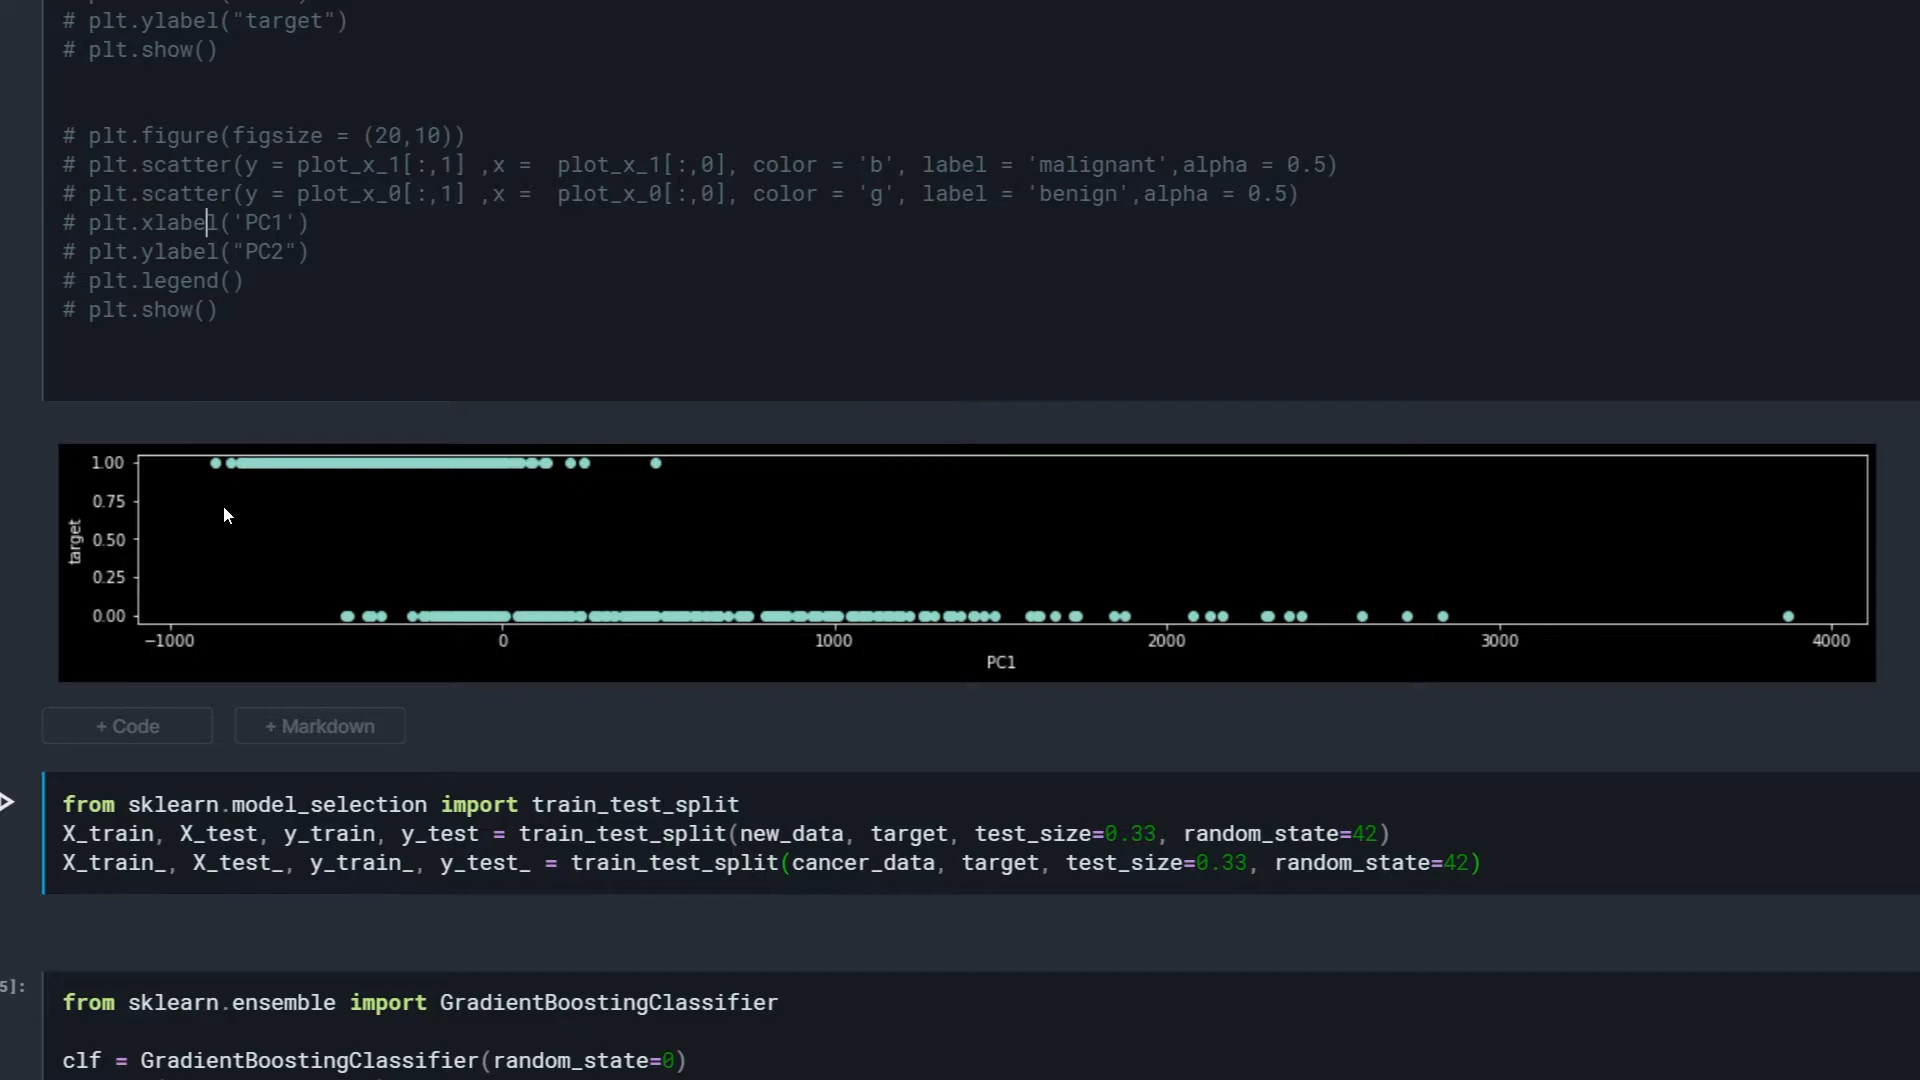 # plt.ylabel("target")
# plt.show()
# plt.figure(figsize = (20,10))
# plt.scatter(y = plot_x_1[:,1] ,x =  plot_x_1[:,0], color = 'b', label = 'malignant',alpha = 0.5)
# plt.scatter(y = plot_x_0[:,1] ,x =  plot_x_0[:,0], color = 'g', label = 'benign',alpha = 0.5)
# plt.xlabel('PC1')
# plt.ylabel("PC2")
# plt.legend()
# plt.show()
1.00
0.75
0.50
0.25
0.00
target
−1000 0 1000 2000 3000 4000
PC1
+ Code + Markdown
from sklearn.model_selection import train_test_split
X_train, X_test, y_train, y_test = train_test_split(new_data, target, test_size=0.33, random_state=42)
X_train_, X_test_, y_train_, y_test_ = train_test_split(cancer_data, target, test_size=0.33, random_state=42)
5]:
from sklearn.ensemble import GradientBoostingClassifier
clf = GradientBoostingClassifier(random_state=0)